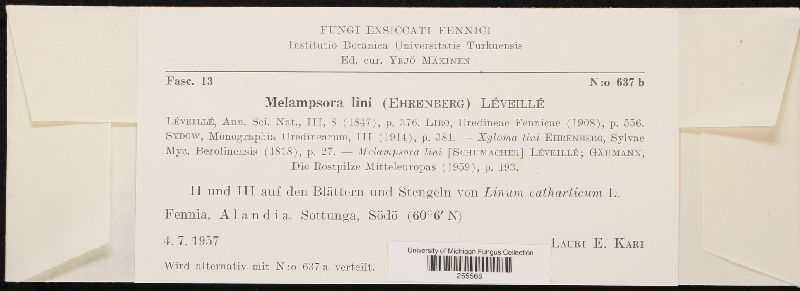 FUNGI EXSICCATI FENNICI
Institutio Botanica Universitatis Turkuensis
Ed. cur. YRJÖ MÄKINEN
Fasc. 13 N:o 637 b
Melampsora lini (EHRENBERG) LÉVEILLÉ
LÉVEILLÉ, Ann. Sci. Nat., III, 8 (1847), p. 376. LIRO, Uredineae Fennicae (1908), p. 556.
SYDOW, Monographia Uredinearum, III (1914), p. 381. — Xyloma lini EHRENBERG, Sylvae
Myc. Berolinensis (1818), p. 27. — Melampsora lini [SCHUMACHER] LÉVEILLÉ; GÄUMANN,
Die Rostpilze Mitteleuropas (1959), p. 193.
II und III auf den Blättern und Stengeln von Linum catharticum L.
Fennia, Alandia. Sottunga, Södö (60°6′ N)
4. 7. 1957 LAURI E. KARI
University of Michigan Fungus Collection
Wird alternativ mit N:o 637 a verteilt.
255566